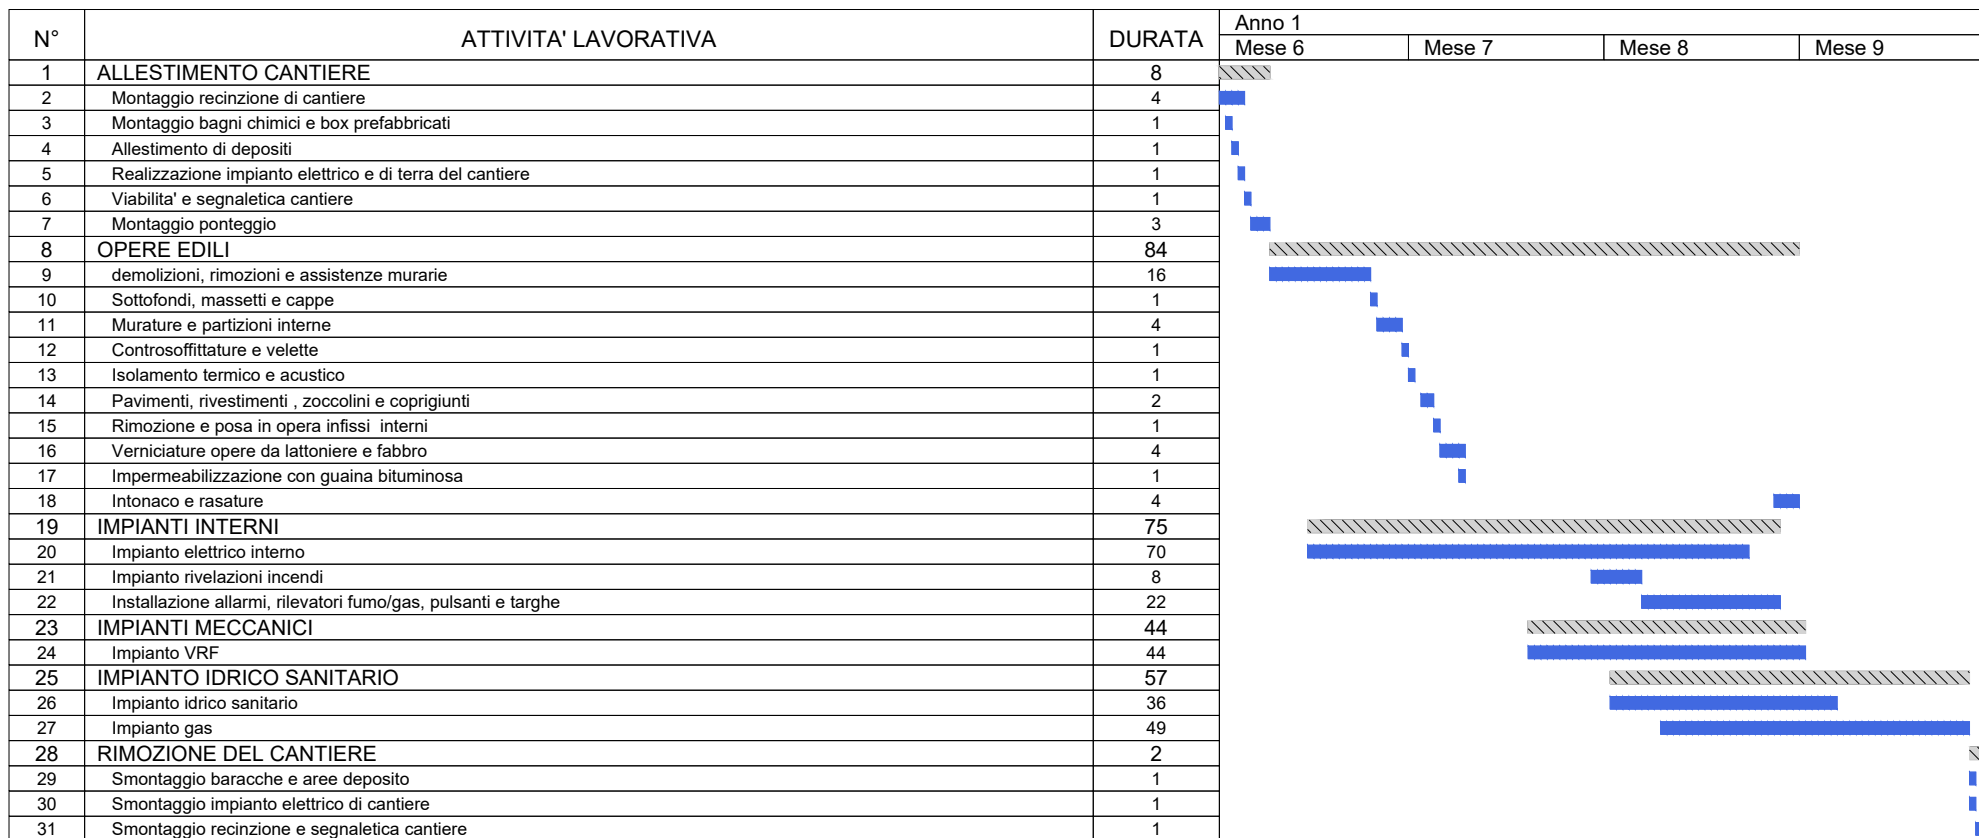 N° ATTIVITA' LAVORATIVA DURATA Anno 1
Mese 6 Mese 7 Mese 8 Mese 9
1 ALLESTIMENTO CANTIERE 8
2 Montaggio recinzione di cantiere 4
3 Montaggio bagni chimici e box prefabbricati 1
4 Allestimento di depositi 1
5 Realizzazione impianto elettrico e di terra del cantiere 1
6 Viabilita' e segnaletica cantiere 1
7 Montaggio ponteggio 3
8 OPERE EDILI 84
9 demolizioni, rimozioni e assistenze murarie 16
10 Sottofondi, massetti e cappe 1
11 Murature e partizioni interne 4
12 Controsoffittature e velette 1
13 Isolamento termico e acustico 1
14 Pavimenti, rivestimenti , zoccolini e coprigiunti 2
15 Rimozione e posa in opera infissi interni 1
16 Verniciature opere da lattoniere e fabbro 4
17 Impermeabilizzazione con guaina bituminosa 1
18 Intonaco e rasature 4
19 IMPIANTI INTERNI 75
20 Impianto elettrico interno 70
21 Impianto rivelazioni incendi 8
22 Installazione allarmi, rilevatori fumo/gas, pulsanti e targhe 22
23 IMPIANTI MECCANICI 44
24 Impianto VRF 44
25 IMPIANTO IDRICO SANITARIO 57
26 Impianto idrico sanitario 36
27 Impianto gas 49
28 RIMOZIONE DEL CANTIERE 2
29 Smontaggio baracche e aree deposito 1
30 Smontaggio impianto elettrico di cantiere 1
31 Smontaggio recinzione e segnaletica cantiere 1